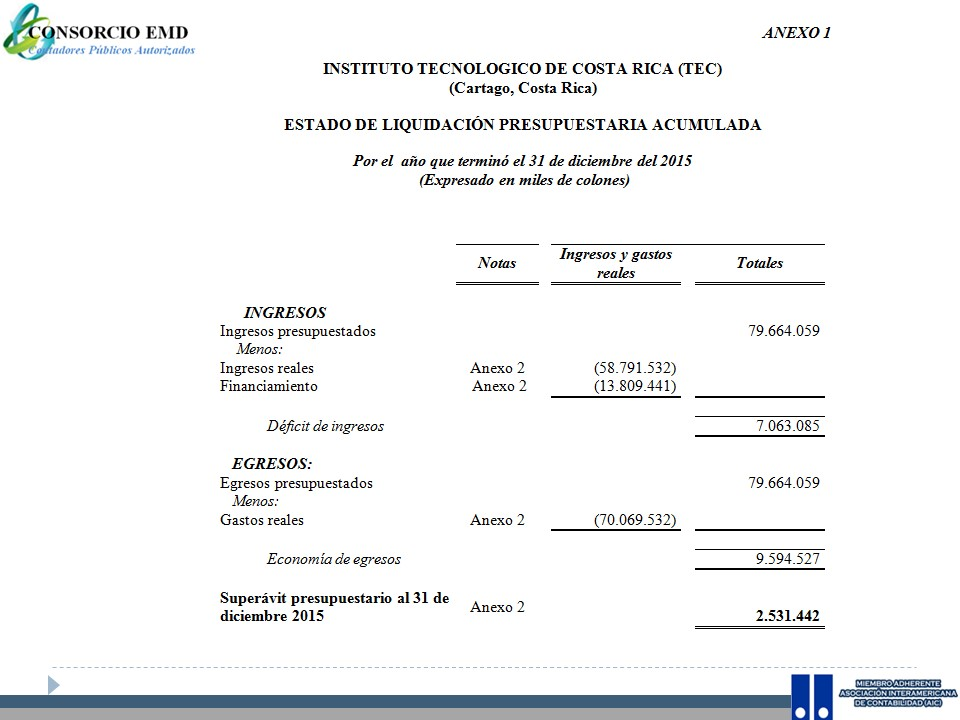 CONSORCIO EMD
Contadores Públicos Autorizados
ANEXO 1
INSTITUTO TECNOLOGICO DE COSTA RICA (TEC)
(Cartago, Costa Rica)
ESTADO DE LIQUIDACIÓN PRESUPUESTARIA ACUMULADA
Por el año que terminó el 31 de diciembre del 2015
(Expresado en miles de colones)
Notas Ingresos y gastos reales Totales
INGRESOS
Ingresos presupuestados 79.664.059
Menos:
Ingresos reales Anexo 2 (58.791.532)
Financiamiento Anexo 2 (13.809.441)
Déficit de ingresos 7.063.085
EGRESOS:
Egresos presupuestados 79.664.059
Menos:
Gastos reales Anexo 2 (70.069.532)
Economía de egresos 9.594.527
Superávit presupuestario al 31 de
diciembre 2015 Anexo 2 2.531.442
MIEMBRO ADHERENTE
ASOCIACIÓN INTERAMERICANA
DE CONTABILIDAD (AIC)